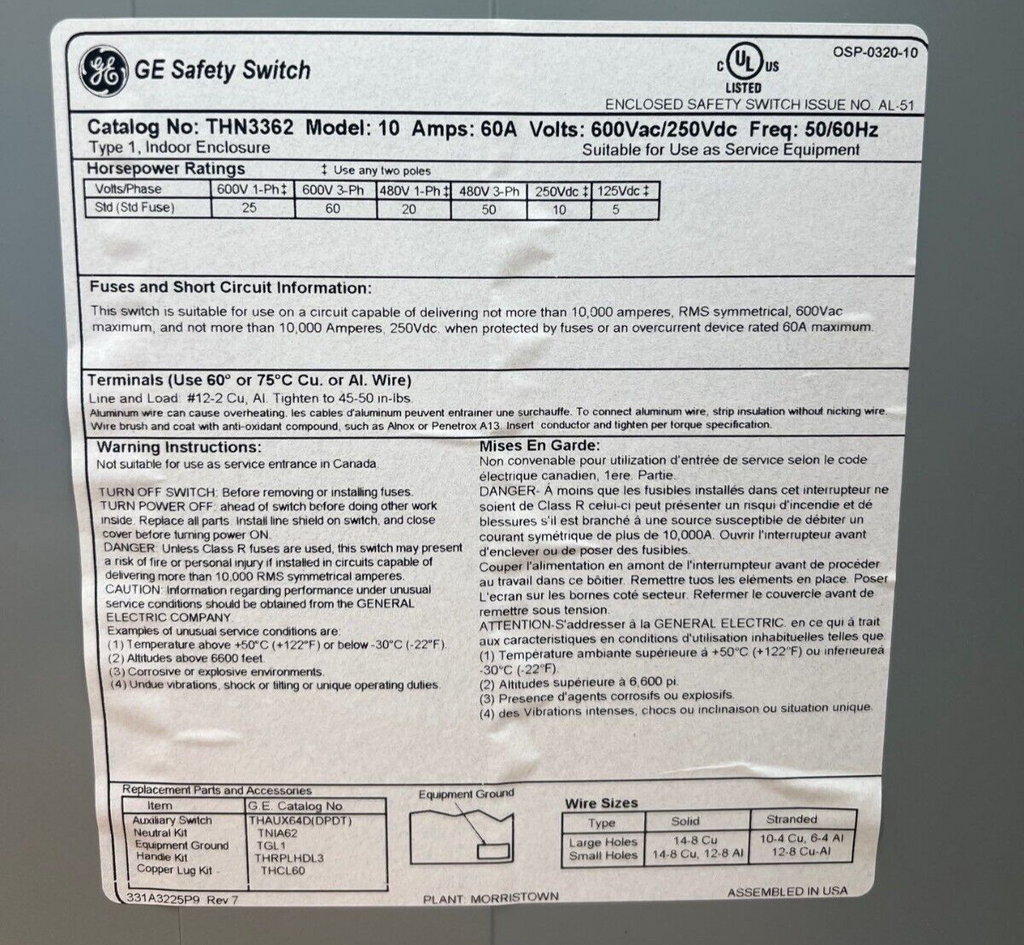 GE Safety Switch
C UL US
LISTED
OSP-0320-10
ENCLOSED SAFETY SWITCH ISSUE NO. AL-51
Catalog No: THN3362 Model: 10 Amps: 60A Volts: 600Vac/250Vdc Freq: 50/60Hz
Type 1, Indoor Enclosure Suitable for Use as Service Equipment
Horsepower Ratings ‡ Use any two poles
Volts/Phase 600V 1-Ph‡ 600V 3-Ph 480V 1-Ph‡ 480V 3-Ph 250Vdc ‡ 125Vdc ‡
Std (Std Fuse) 25 60 20 50 10 5
Fuses and Short Circuit Information:
This switch is suitable for use on a circuit capable of delivering not more than 10,000 amperes, RMS symmetrical, 600Vac
maximum, and not more than 10,000 Amperes, 250Vdc, when protected by fuses or an overcurrent device rated 60A maximum.
Terminals (Use 60° or 75°C Cu. or Al. Wire)
Line and Load: #12-2 Cu, Al. Tighten to 45-50 in-lbs.
Aluminum wire can cause overheating, les cables d'aluminum peuvent entrainer une surchauffe. To connect aluminum wire, strip insulation without nicking wire.
Wire brush and coat with anti-oxidant compound, such as Alnox or Penetrox A13. Insert conductor and tighten per torque specification.
Warning Instructions:
Not suitable for use as service entrance in Canada.
TURN OFF SWITCH: Before removing or installing fuses.
TURN POWER OFF: ahead of switch before doing other work
inside. Replace all parts. Install line shield on switch, and close
cover before turning power ON.
DANGER: Unless Class R fuses are used, this switch may present
a risk of fire or personal injury if installed in circuits capable of
delivering more than 10,000 RMS symmetrical amperes.
CAUTION: Information regarding performance under unusual
service conditions should be obtained from the GENERAL
ELECTRIC COMPANY.
Examples of unusual service conditions are:
(1) Temperature above +50°C (+122°F) or below -30°C (-22°F).
(2) Altitudes above 6600 feet.
(3) Corrosive or explosive environments.
(4) Undue vibrations, shock or tilting or unique operating duties.
Mises En Garde:
Non convenable pour utilization d'entrée de service selon le code
électrique canadien, 1ere. Partie.
DANGER- À moins que les fusibles installés dans cet interrupteur ne
soient de Class R celui-ci peut présenter un risqui d'incendie et dé
blessures s'il est branché à une source susceptible de débiter un
courant symétrique de plus de 10,000A. Ouvrir l'interrupteur avant
d'enclever ou de poser des fusibles.
Couper l'alimentation en amont de l'interrumpteur avant de procéder
au travail dans ce bôitier. Remettre tuos les eléments en place. Poser
L'ecran sur les bornes coté secteur. Refermer le couvercle avant de
remettre sous tension.
ATTENTION-S'addresser à la GENERAL ELECTRIC. en ce qui à trait
aux caracteristiques en conditions d'utilisation inhabituelles telles que:
(1) Température ambiante supérieure á +50°C (+122°F) ou inferieureá
-30°C (-22°F).
(2) Altitudes supérieure à 6,600 pi.
(3) Presence d'agents corrosifs ou explosifs.
(4) des Vibrations intenses, chocs ou inclinaison ou situation unique.
Replacement Parts and Accessories
Item G.E. Catalog No.
Auxiliary Switch THAUX64D(DPDT)
Neutral Kit TNIA62
Equipment Ground TGL1
Handle Kit THRPLHDL3
Copper Lug Kit - THCL60
331A3225P9 Rev 7
Equipment Ground
PLANT: MORRISTOWN
Wire Sizes
Type Solid Stranded
Large Holes 14-8 Cu 10-4 Cu, 6-4 Al
Small Holes 14-8 Cu, 12-8 Al 12-8 Cu-Al
ASSEMBLED IN USA